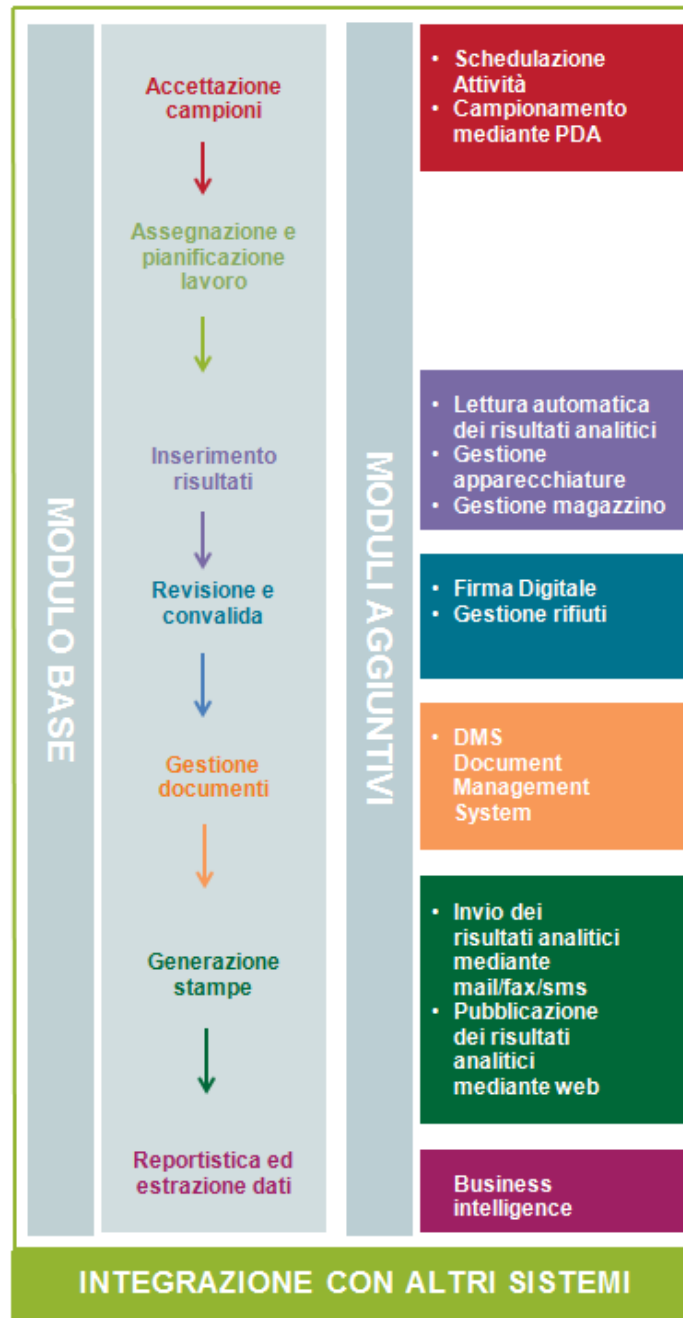 MODULO BASE
Accettazione
campioni
Assegnazione e
pianificazione
lavoro
Inserimento
risultati
Revisione e
convalida
Gestione
documenti
Generazione
stampe
Reportistica ed
estrazione dati
MODULI AGGIUNTIVI
• Schedulazione
Attività
• Campionamento
mediante PDA
• Lettura automatica
dei risultati analitici
• Gestione
apparecchiature
• Gestione magazzino
• Firma Digitale
• Gestione rifiuti
• DMS
Document
Management
System
• Invio dei
risultati analitici
mediante
mail/fax/sms
• Pubblicazione
dei risultati
analitici
mediante web
Business
intelligence
INTEGRAZIONE CON ALTRI SISTEMI